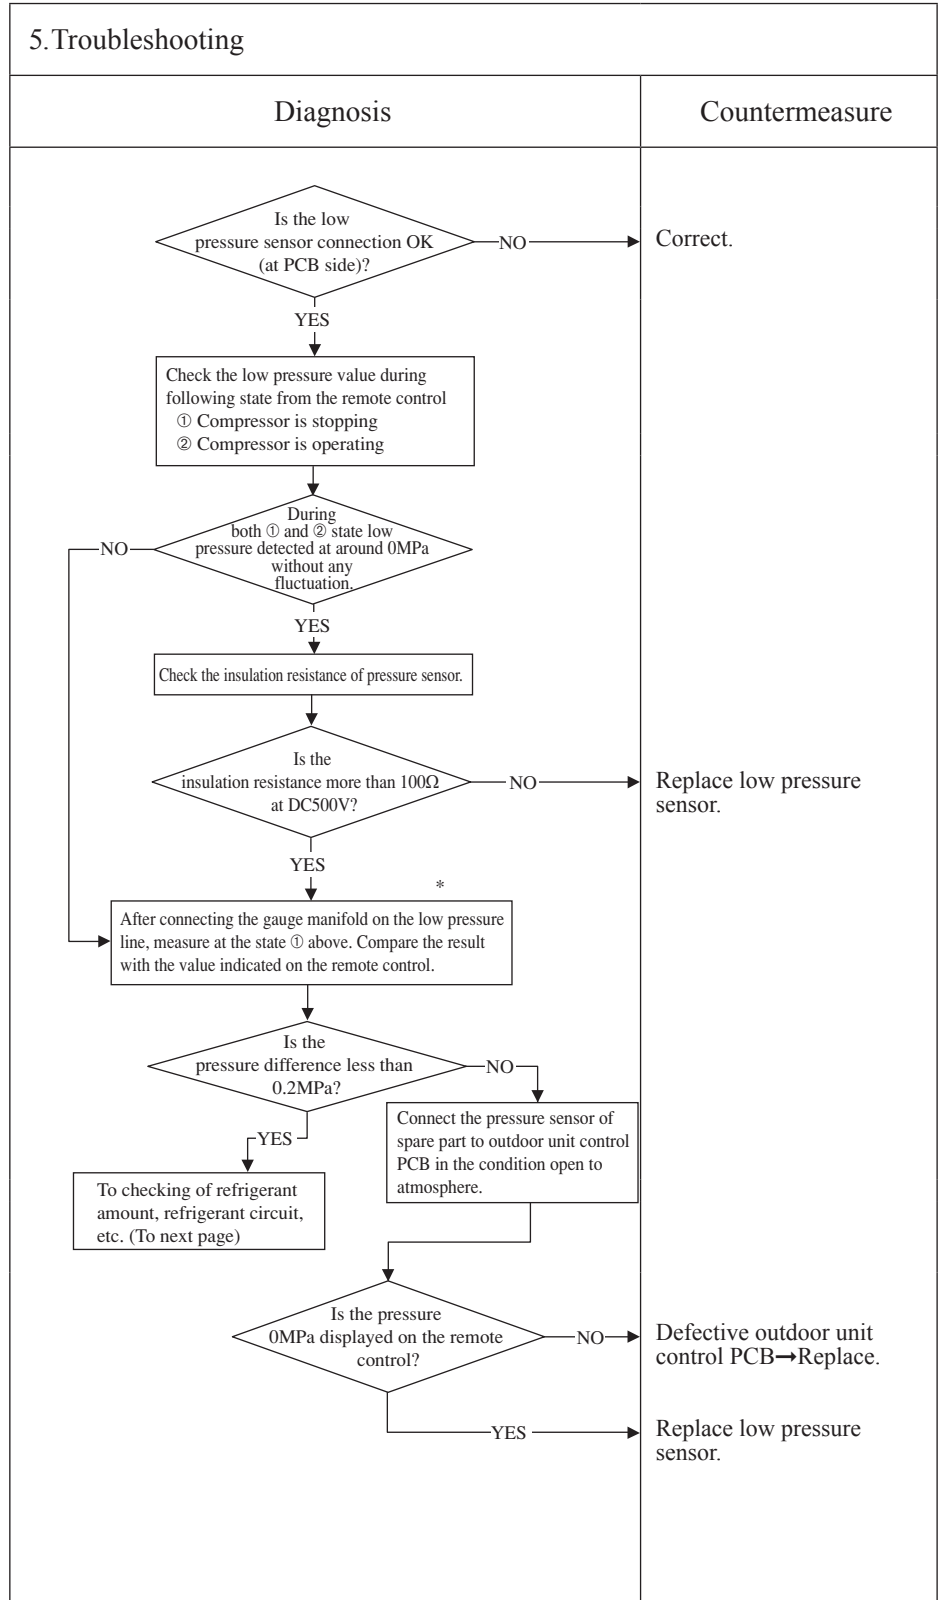 5.Troubleshooting
Diagnosis
Countermeasure
Is the low
pressure sensor connection OK
(at PCB side)?
NO
Correct.
YES
Check the low pressure value during
following state from the remote control
① Compressor is stopping
② Compressor is operating
During
both ① and ② state low
pressure detected at around 0MPa
without any
fluctuation.
NO
YES
Check the insulation resistance of pressure sensor.
Is the
insulation resistance more than 100Ω
at DC500V?
NO
Replace low pressure
sensor.
YES
*
After connecting the gauge manifold on the low pressure
line, measure at the state ① above. Compare the result
with the value indicated on the remote control.
Is the
pressure difference less than
0.2MPa?
NO
YES
Connect the pressure sensor of
spare part to outdoor unit control
PCB in the condition open to
atmosphere.
To checking of refrigerant
amount, refrigerant circuit,
etc. (To next page)
Is the pressure
0MPa displayed on the remote
control?
NO
Defective outdoor unit
control PCB→Replace.
YES
Replace low pressure
sensor.